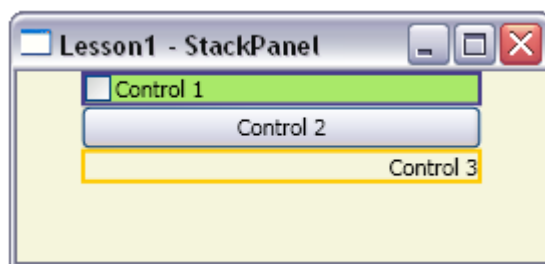 Lesson1 - StackPanel
Control 1
Control 2
Control 3